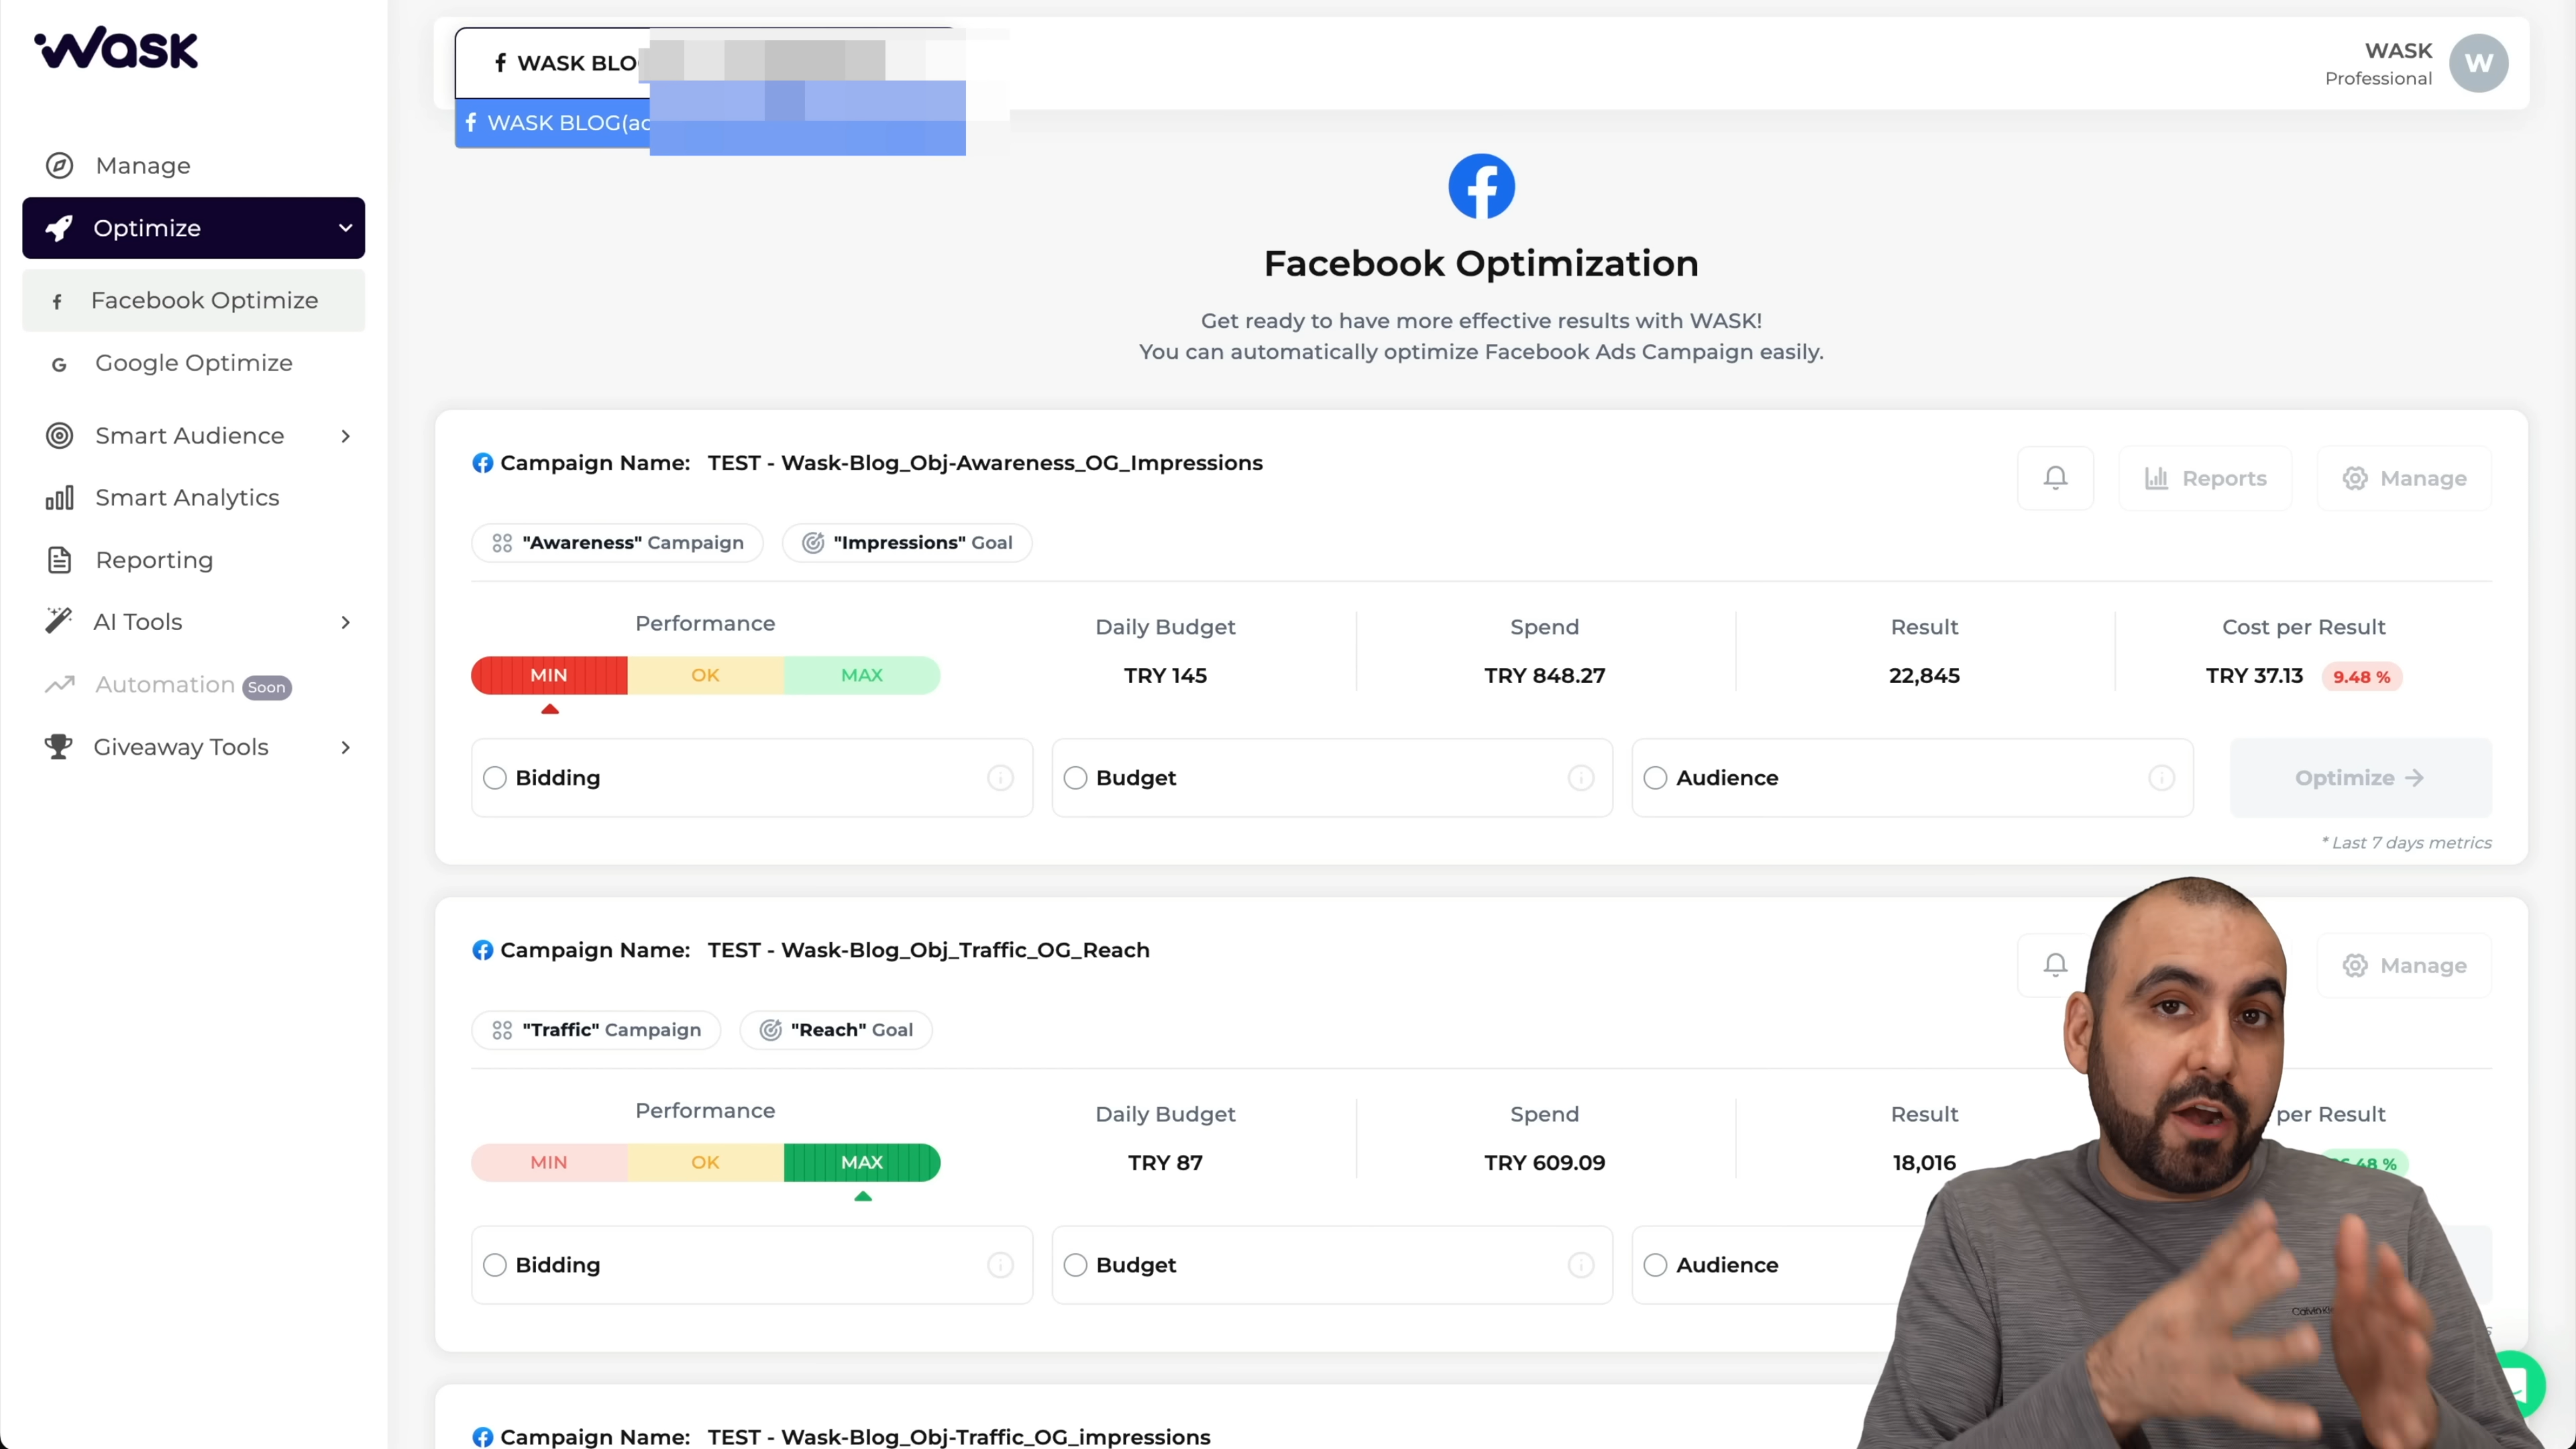 Wask
WASK BLO
WASK BLOG(ac
WASK
Professional
W
Manage
Optimize
Facebook Optimize
G Google Optimize
Smart Audience
Smart Analytics
Reporting
AI Tools
Automation Soon
Giveaway Tools
Facebook Optimization
Get ready to have more effective results with WASK!
You can automatically optimize Facebook Ads Campaign easily.
Campaign Name: TEST - Wask-Blog_Obj-Awareness_OG_Impressions
Reports
Manage
"Awareness" Campaign
"Impressions" Goal
Performance
Daily Budget
Spend
Result
Cost per Result
MIN
OK
MAX
TRY 145
TRY 848.27
22,845
TRY 37.13
9.48 %
Bidding
Budget
Audience
Optimize →
* Last 7 days metrics
Campaign Name: TEST - Wask-Blog_Obj_Traffic_OG_Reach
Manage
"Traffic" Campaign
"Reach" Goal
Performance
Daily Budget
Spend
Result
per Result
MIN
OK
MAX
TRY 87
TRY 609.09
18,016
Bidding
Budget
Audience
Campaign Name: TEST - Wask-Blog_Obj-Traffic_OG_impressions